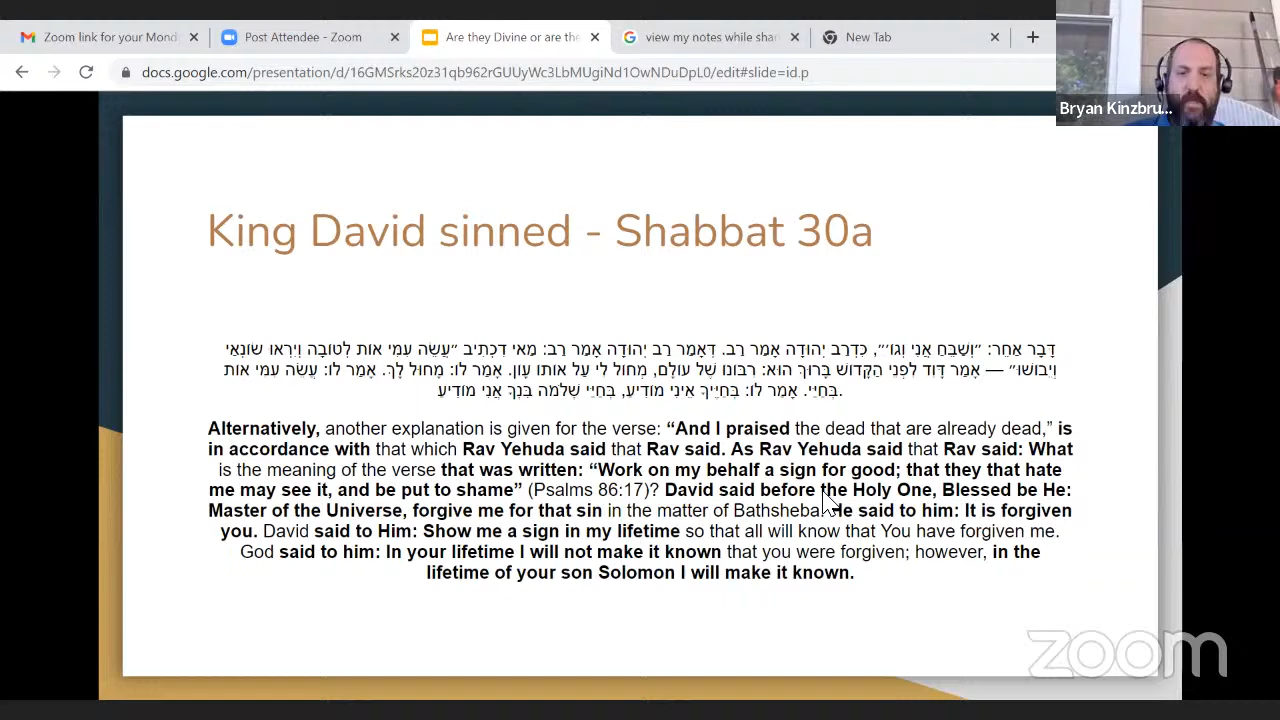 Zoom link for your Mond
Post Attendee - Zoom
Are they Divine or are the
view my notes while shar
New Tab
docs.google.com/presentation/d/16GMSrks20z31qb962rGUUyWc3LbMUgiNd1OwNDuDpL0/edit#slide=id.p
Bryan Kinzbru...
King David sinned - Shabbat 30a
דָּבָר אַחֵר: ״וְשַׁבֵּחַ אֲנִי וְגוֹ׳״, כִּדְרַב יְהוּדָה אָמַר רַב. דְּאָמַר רַב יְהוּדָה אָמַר רַב: מַאי דִּכְתִיב ״עֲשֵׂה עִמִּי אוֹת לְטוֹבָה וְיִרְאוּ שׂוֹנְאַי
וְיֵבוֹשׁוּ״ — אָמַר דָּוִד לִפְנֵי הַקָּדוֹשׁ בָּרוּךְ הוּא: רִבּוֹנוֹ שֶׁל עוֹלָם, מְחוֹל לִי עַל אוֹתוֹ עָוֹן. אָמַר לוֹ: מָחוּל לָךְ. אָמַר לוֹ: עֲשֵׂה עִמִּי אוֹת
בְּחַיַּי. אָמַר לוֹ: בְּחַיֶּיךָ אֵינִי מוֹדִיעַ, בְּחַיֵּי שְׁלֹמֹה בִּנְךָ אֲנִי מוֹדִיעַ.
Alternatively, another explanation is given for the verse: “And I praised the dead that are already dead,” is
in accordance with that which Rav Yehuda said that Rav said. As Rav Yehuda said that Rav said: What
is the meaning of the verse that was written: “Work on my behalf a sign for good; that they that hate
me may see it, and be put to shame” (Psalms 86:17)? David said before the Holy One, Blessed be He:
Master of the Universe, forgive me for that sin in the matter of Bathsheba. He said to him: It is forgiven
you. David said to Him: Show me a sign in my lifetime so that all will know that You have forgiven me.
God said to him: In your lifetime I will not make it known that you were forgiven; however, in the
lifetime of your son Solomon I will make it known.
zoom